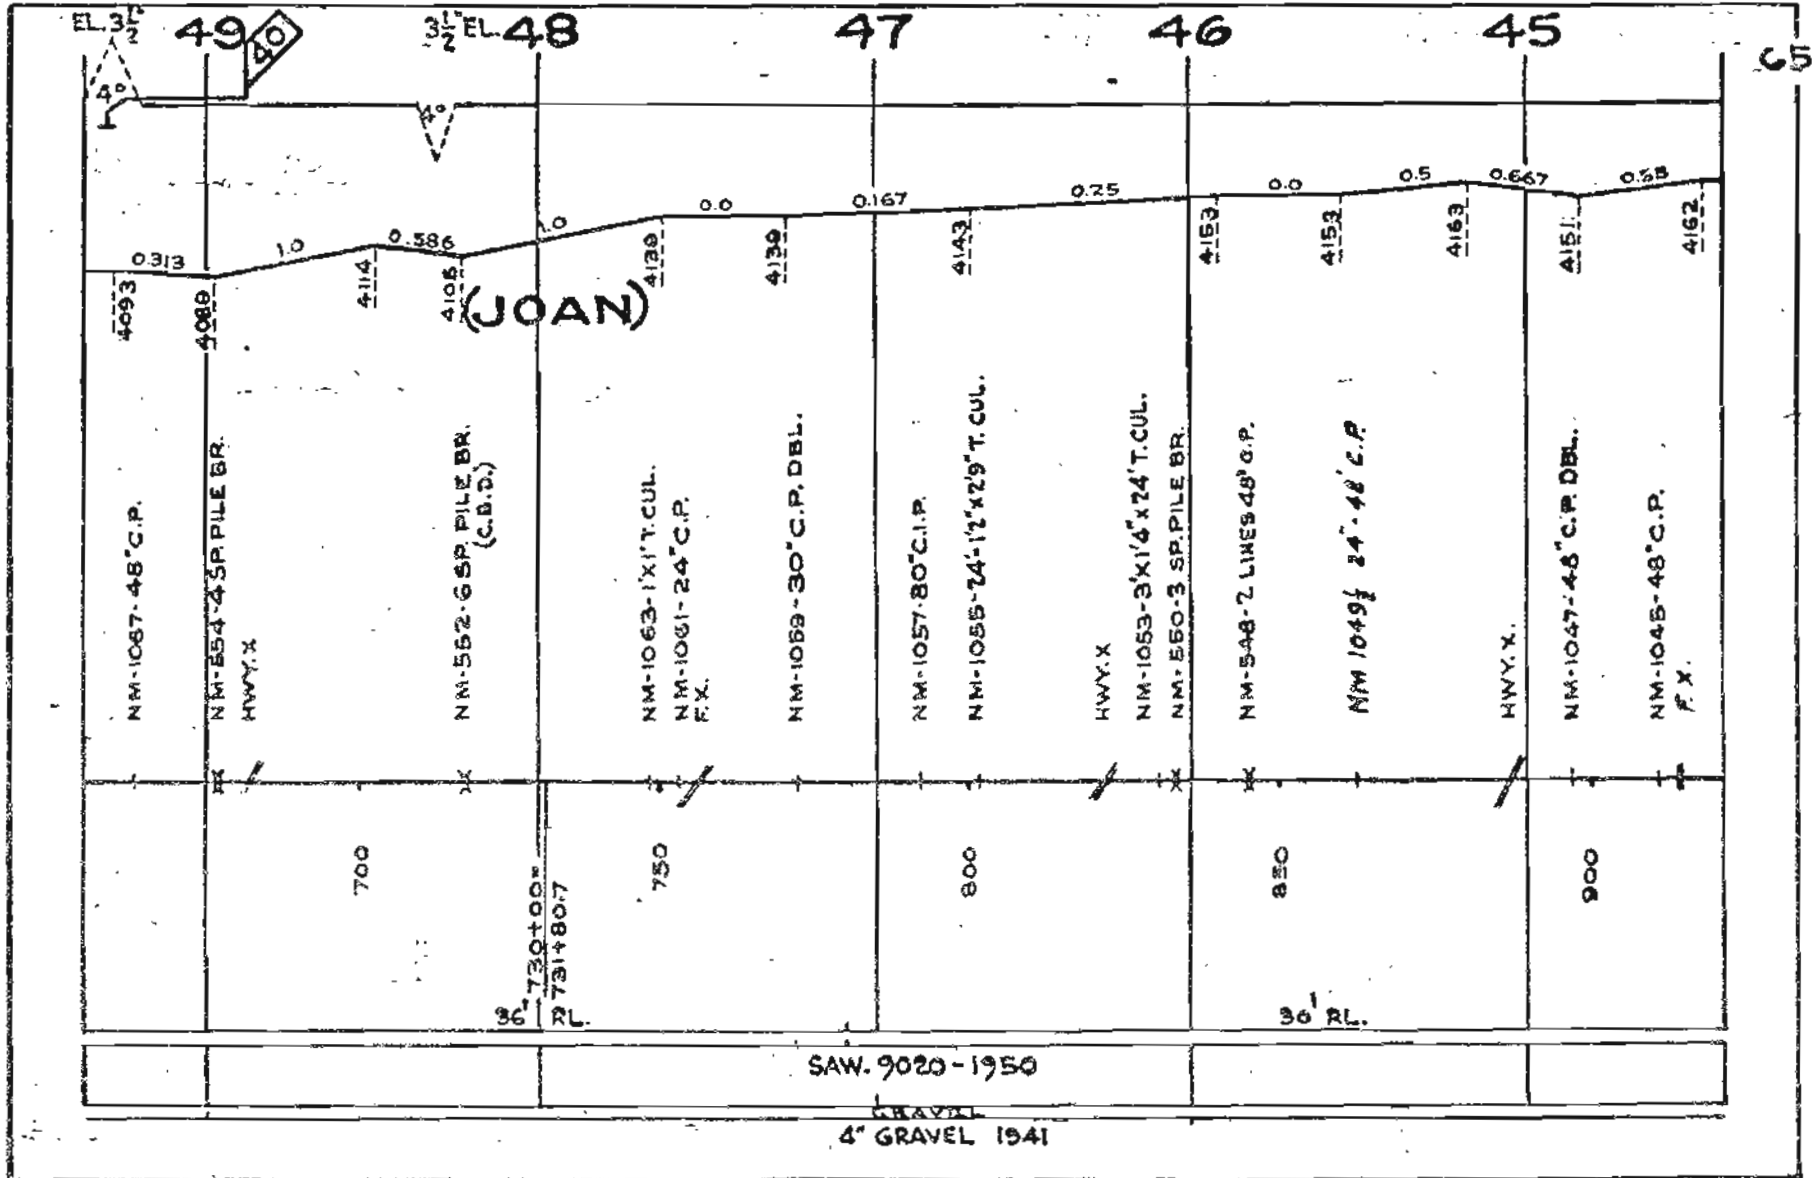 EL. 3½"
49
40
3½" EL.
48
47
46
45
65
4°
4°
0.313
1.0
0.586
1.0
0.0
0.167
0.25
0.0
0.5
0.667
0.55
4093
4089
4114
4105
4139
4139
4143
4153
4153
4163
4151
4162
(JOAN)
NM-1067-48" C.P.
NM-554-4 SP. PILE BR.
HWY. X
NM-552-6 SP. PILE BR.
(C.B.D.)
NM-1063-1'X1' T. CUL.
NM-1061-24" C.P.
F.X.
NM-1059-30" C.P. DBL.
NM-1057-80" C.I.P.
NM-1055-24'-1'2"X2'9" T. CUL.
HWY. X
NM-1053-3'X1'6"X24' T. CUL.
NM-550-3 SP. PILE BR.
NM-548-2 LINES 48" C.P.
NM 1049½ 24"-48' C.P.
HWY. X.
NM-1047-48" C.P. DBL.
NM-1045-48" C.P.
F.X.
700
730+00=
731+80.7
750
800
850
900
36' RL.
36' RL.
SAW. 9020-1950
GRAVEL
4" GRAVEL 1941